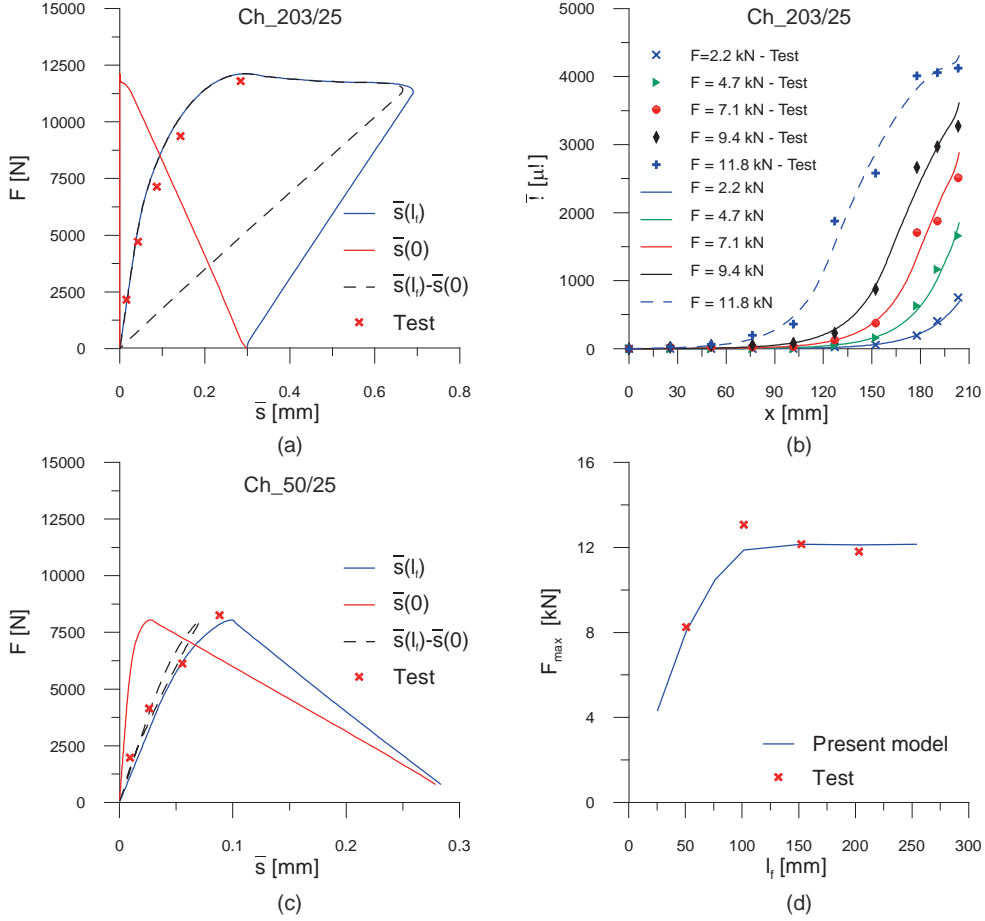 Ch_203/25
15000
12500
10000
7500
5000
2500
0
F [N]
0
0.2
0.4
0.6
0.8
s̅ [mm]
s̅(lf)
s̅(0)
s̅(lf)-s̅(0)
Test
(a)
Ch_203/25
5000
4000
3000
2000
1000
0
!̅ [µ!]
F=2.2 kN - Test
F = 4.7 kN - Test
F = 7.1 kN - Test
F = 9.4 kN - Test
F = 11.8 kN - Test
F = 2.2 kN
F = 4.7 kN
F = 7.1 kN
F = 9.4 kN
F = 11.8 kN
0
30
60
90
120
150
180
210
x [mm]
(b)
Ch_50/25
15000
12500
10000
7500
5000
2500
0
F [N]
0
0.1
0.2
0.3
s̅ [mm]
s̅(lf)
s̅(0)
s̅(lf)-s̅(0)
Test
(c)
16
12
8
4
0
Fmax [kN]
Present model
Test
0
50
100
150
200
250
300
lf [mm]
(d)